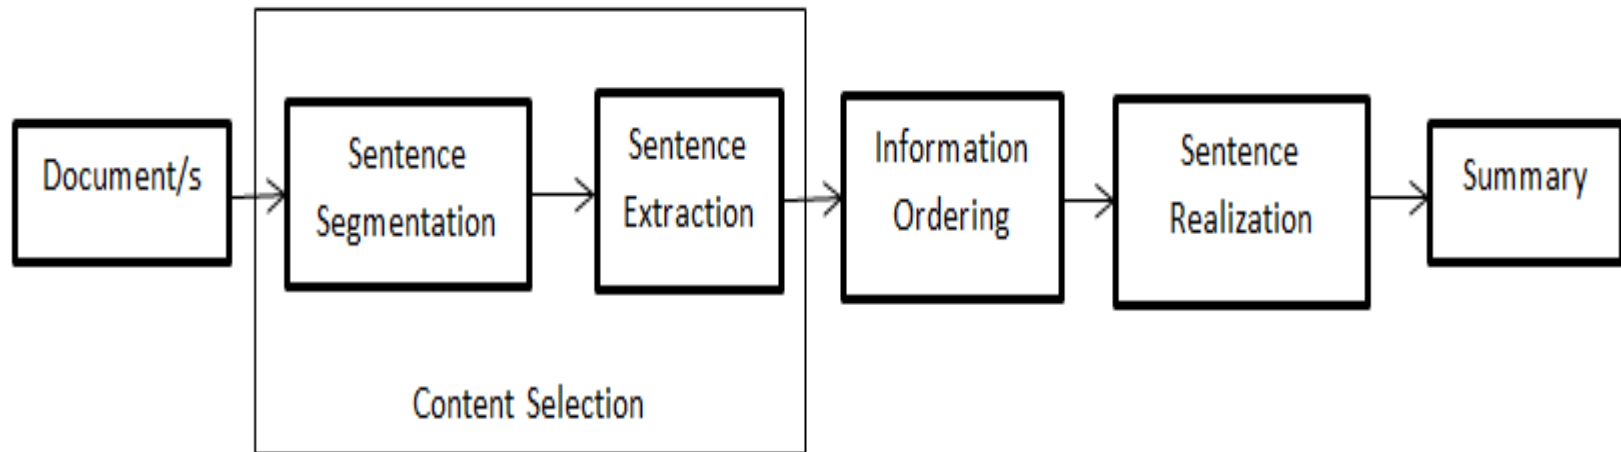 Document/s
Sentence
Segmentation
Sentence
Extraction
Information
Ordering
Sentence
Realization
Summary
Content Selection